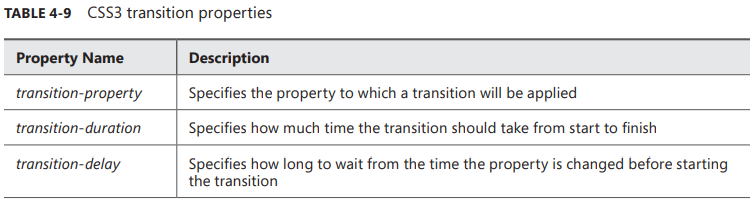 TABLE 4-9 CSS3 transition properties
Property Name Description
transition-property Specifies the property to which a transition will be applied
transition-duration Specifies how much time the transition should take from start to finish
transition-delay Specifies how long to wait from the time the property is changed before starting
the transition